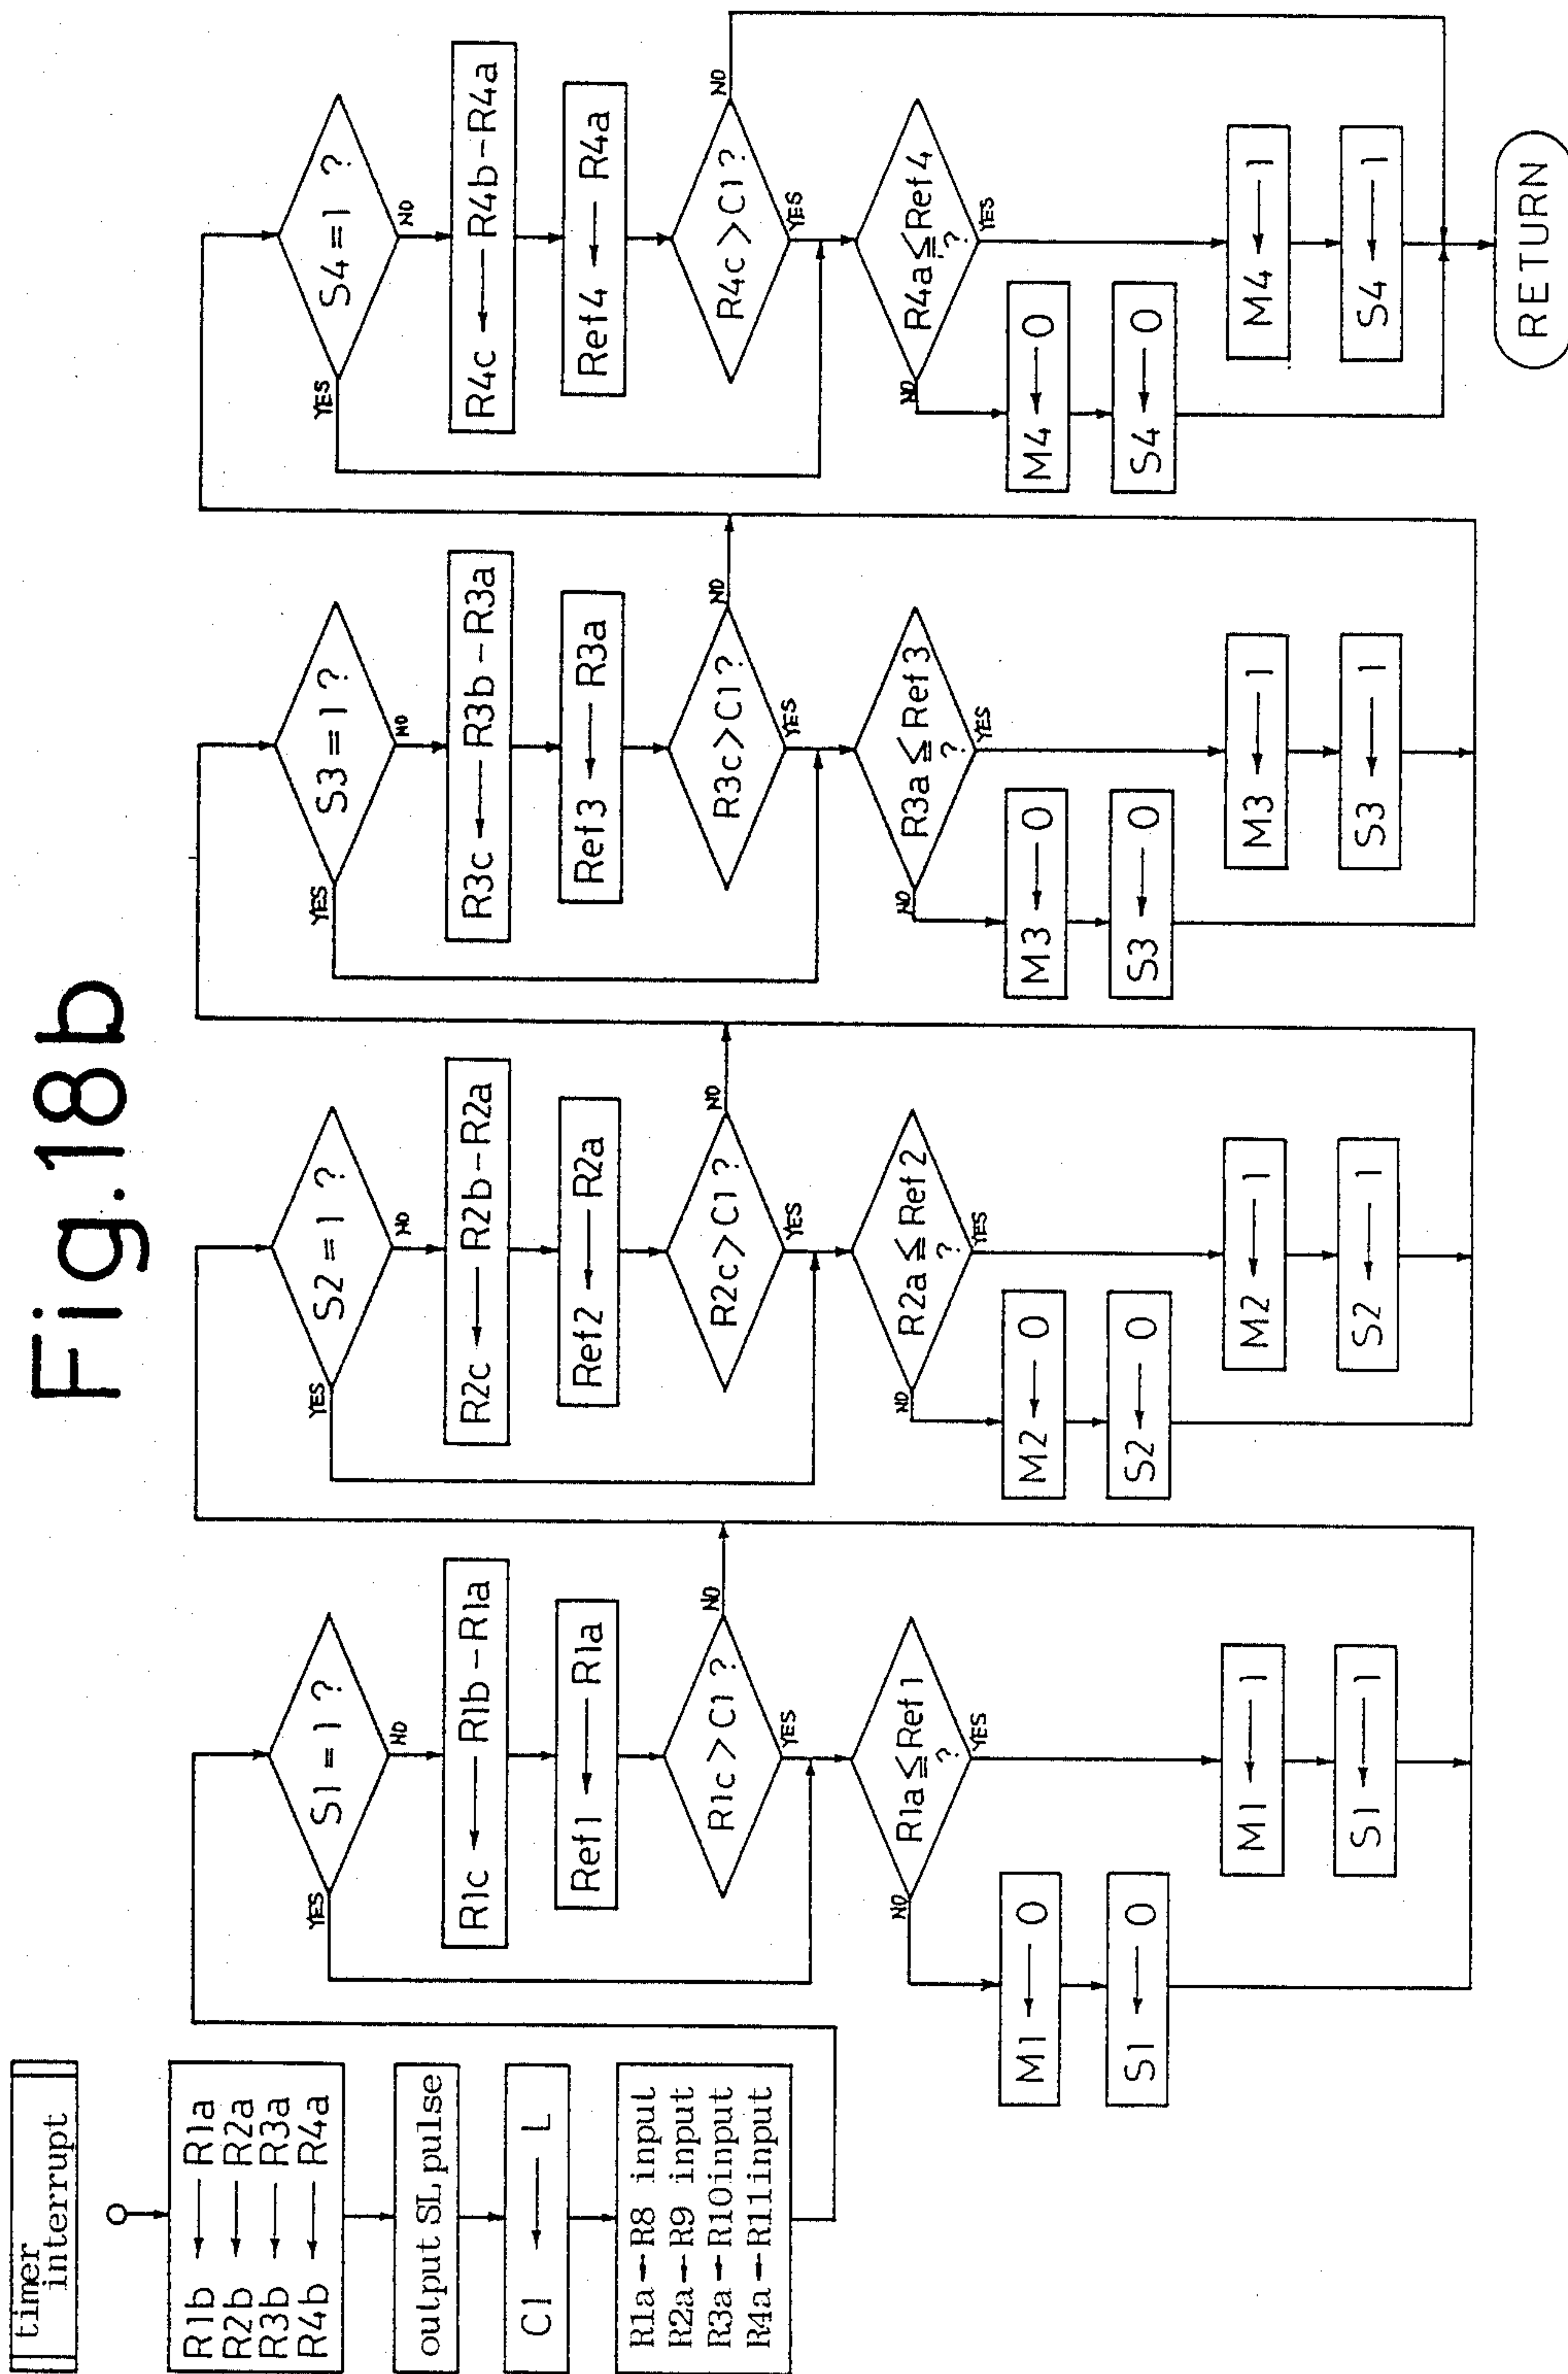 Fig.18b
timer
interrupt
R1b ← R1a
R2b ← R2a
R3b ← R3a
R4b ← R4a
output SL pulse
C1 ← L
R1a←R8 input
R2a←R9 input
R3a←R10input
R4a←R11input
S1=1 ?
YES
NO
R1c ← R1b−R1a
Ref1 ← R1a
R1c>C1 ?
NO
YES
R1a≦Ref1
?
NO
YES
M1 ← 0
S1 ← 0
M1 ← 1
S1 ← 1
S2=1 ?
YES
NO
R2c ← R2b−R2a
Ref2 ← R2a
R2c>C1 ?
NO
YES
R2a≦Ref2
?
NO
YES
M2 ← 0
S2 ← 0
M2 ← 1
S2 ← 1
S3=1 ?
YES
NO
R3c ← R3b−R3a
Ref3 ← R3a
R3c>C1 ?
NO
YES
R3a≦Ref3
?
NO
YES
M3 ← 0
S3 ← 0
M3 ← 1
S3 ← 1
S4=1 ?
YES
NO
R4c ← R4b−R4a
Ref4 ← R4a
R4c>C1 ?
NO
YES
R4a≦Ref4
?
NO
YES
M4 ← 0
S4 ← 0
M4 ← 1
S4 ← 1
RETURN